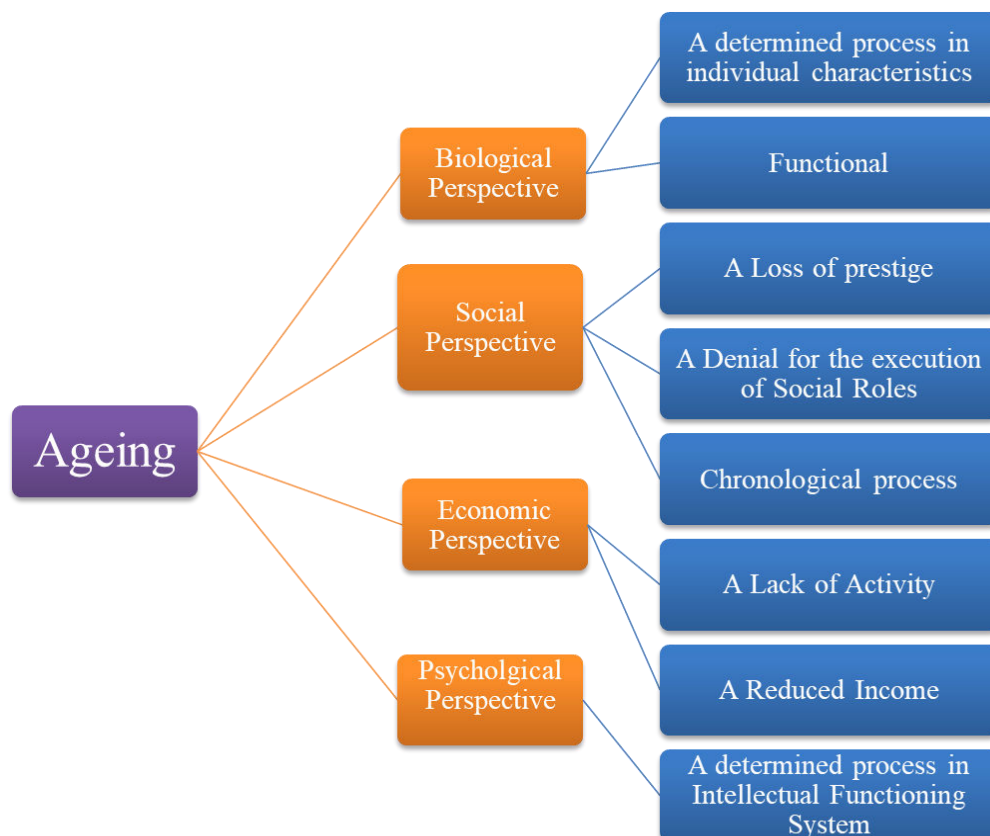 Ageing
Biological
Perspective
Social
Perspective
Economic
Perspective
Psycholgical
Perspective
A determined process in
individual characteristics
Functional
A Loss of prestige
A Denial for the execution
of Social Roles
Chronological process
A Lack of Activity
A Reduced Income
A determined process in
Intellectual Functioning
System